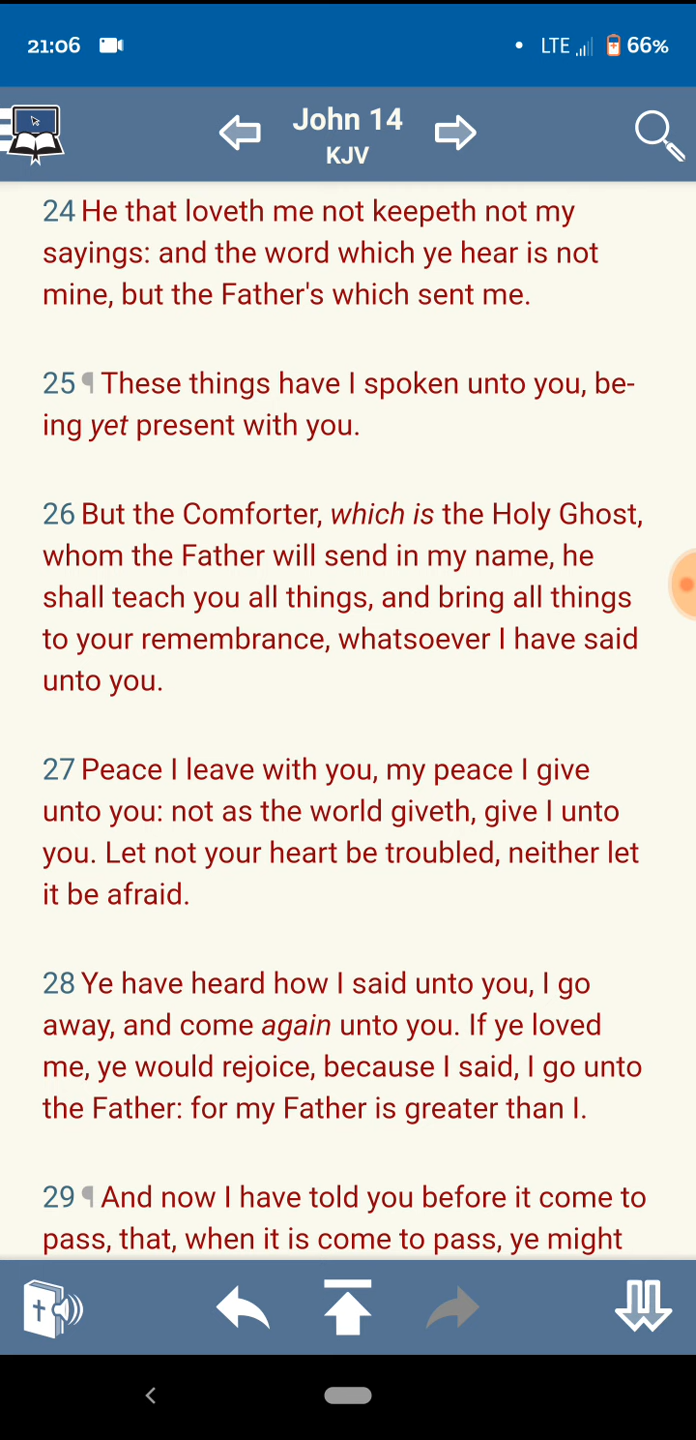 21:06
LTE 66%
John 14
KJV
24 He that loveth me not keepeth not my
sayings: and the word which ye hear is not
mine, but the Father's which sent me.
25 ¶ These things have I spoken unto you, be-
ing yet present with you.
26 But the Comforter, which is the Holy Ghost,
whom the Father will send in my name, he
shall teach you all things, and bring all things
to your remembrance, whatsoever I have said
unto you.
27 Peace I leave with you, my peace I give
unto you: not as the world giveth, give I unto
you. Let not your heart be troubled, neither let
it be afraid.
28 Ye have heard how I said unto you, I go
away, and come again unto you. If ye loved
me, ye would rejoice, because I said, I go unto
the Father: for my Father is greater than I.
29 ¶ And now I have told you before it come to
pass, that, when it is come to pass, ye might